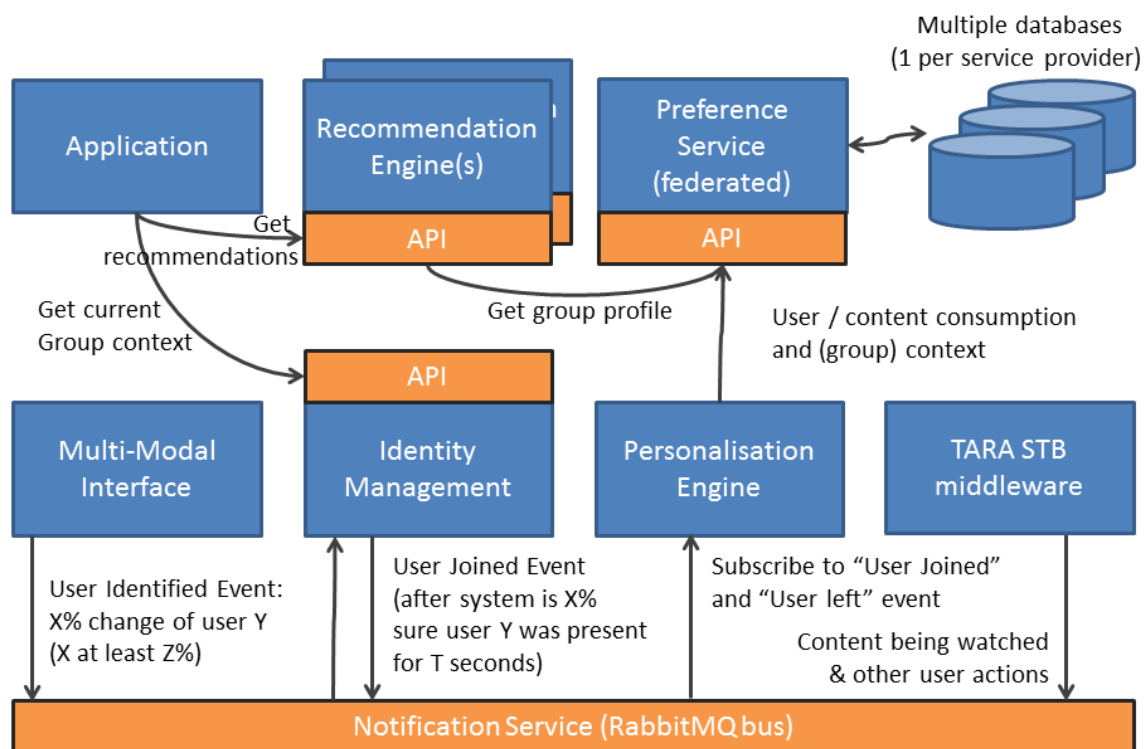 Multiple databases
(1 per service provider)
Application
Recommendation
Engine(s)
API
n
Preference
Service
(federated)
API
Get
recommendations
Get group profile
Get current
Group context
User / content consumption
and (group) context
API
Multi-Modal
Interface
Identity
Management
Personalisation
Engine
TARA STB
middleware
User Identified Event:
X% change of user Y
(X at least Z%)
User Joined Event
(after system is X%
sure user Y was present
for T seconds)
Subscribe to “User Joined”
and “User left” event
Content being watched
& other user actions
Notification Service (RabbitMQ bus)